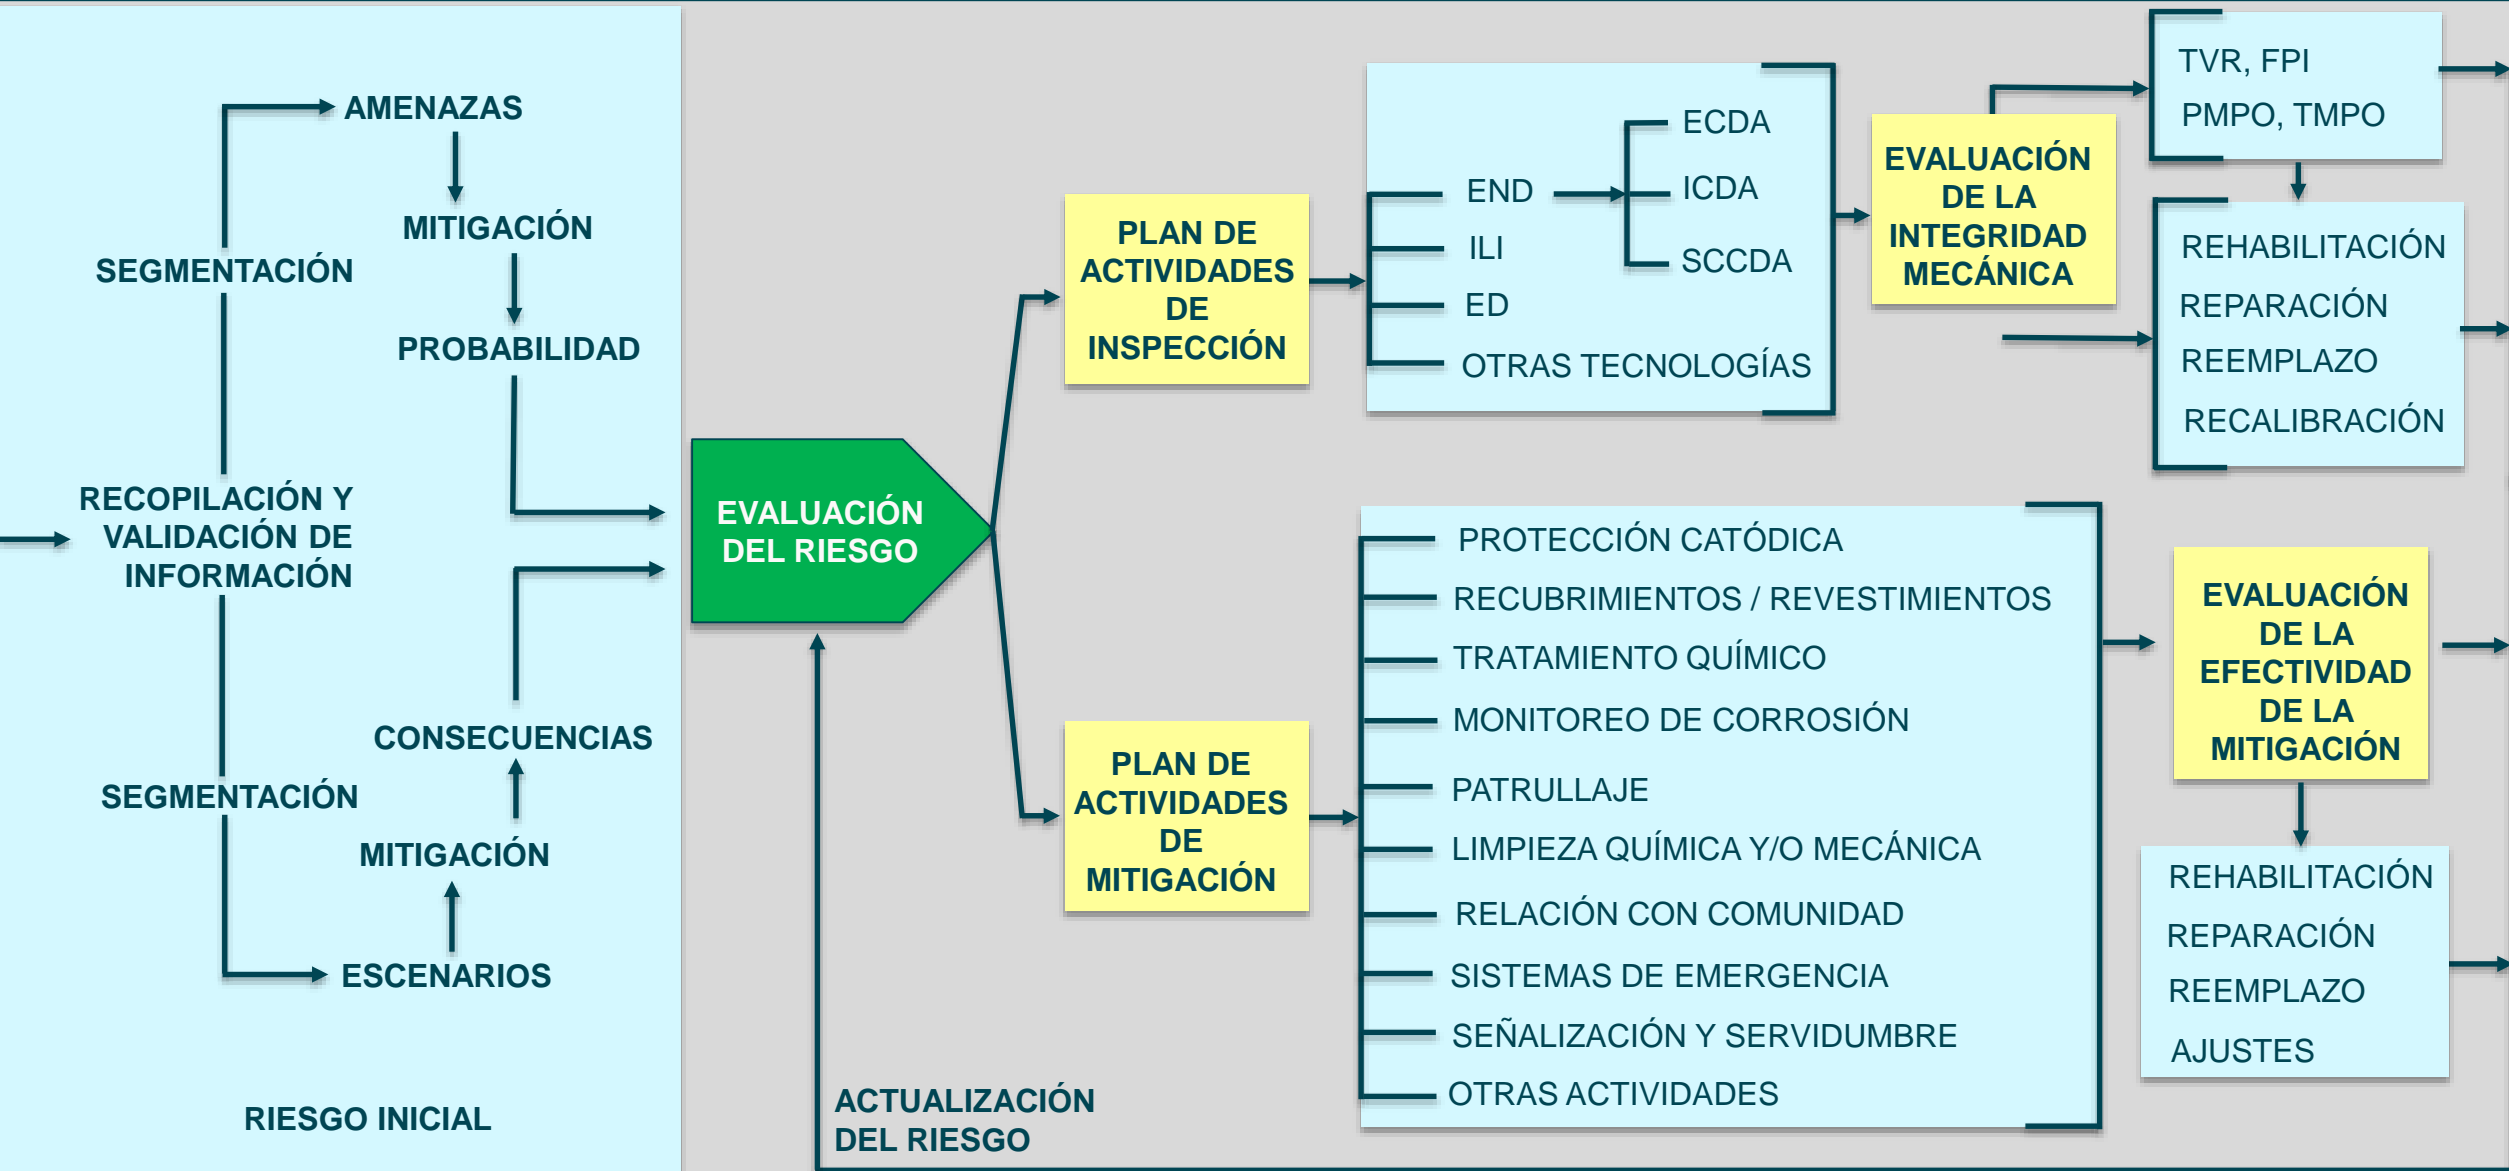 AMENAZAS
MITIGACIÓN
SEGMENTACIÓN
PROBABILIDAD
RECOPILACIÓN Y
VALIDACIÓN DE
INFORMACIÓN
CONSECUENCIAS
SEGMENTACIÓN
MITIGACIÓN
ESCENARIOS
RIESGO INICIAL
EVALUACIÓN
DEL RIESGO
ACTUALIZACIÓN
DEL RIESGO
PLAN DE
ACTIVIDADES
DE
INSPECCIÓN
END
ILI
ED
OTRAS TECNOLOGÍAS
ECDA
ICDA
SCCDA
EVALUACIÓN
DE LA
INTEGRIDAD
MECÁNICA
TVR, FPI
PMPO, TMPO
REHABILITACIÓN
REPARACIÓN
REEMPLAZO
RECALIBRACIÓN
PLAN DE
ACTIVIDADES
DE
MITIGACIÓN
PROTECCIÓN CATÓDICA
RECUBRIMIENTOS / REVESTIMIENTOS
TRATAMIENTO QUÍMICO
MONITOREO DE CORROSIÓN
PATRULLAJE
LIMPIEZA QUÍMICA Y/O MECÁNICA
RELACIÓN CON COMUNIDAD
SISTEMAS DE EMERGENCIA
SEÑALIZACIÓN Y SERVIDUMBRE
OTRAS ACTIVIDADES
EVALUACIÓN
DE LA
EFECTIVIDAD
DE LA
MITIGACIÓN
REHABILITACIÓN
REPARACIÓN
REEMPLAZO
AJUSTES